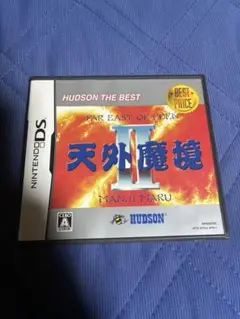 NINTENDO DS
HUDSON THE BEST
BEST
PRICE
FAR EAST OF EDEN
II
天外魔境
MANJI MARU
CERO
A
HUDSON